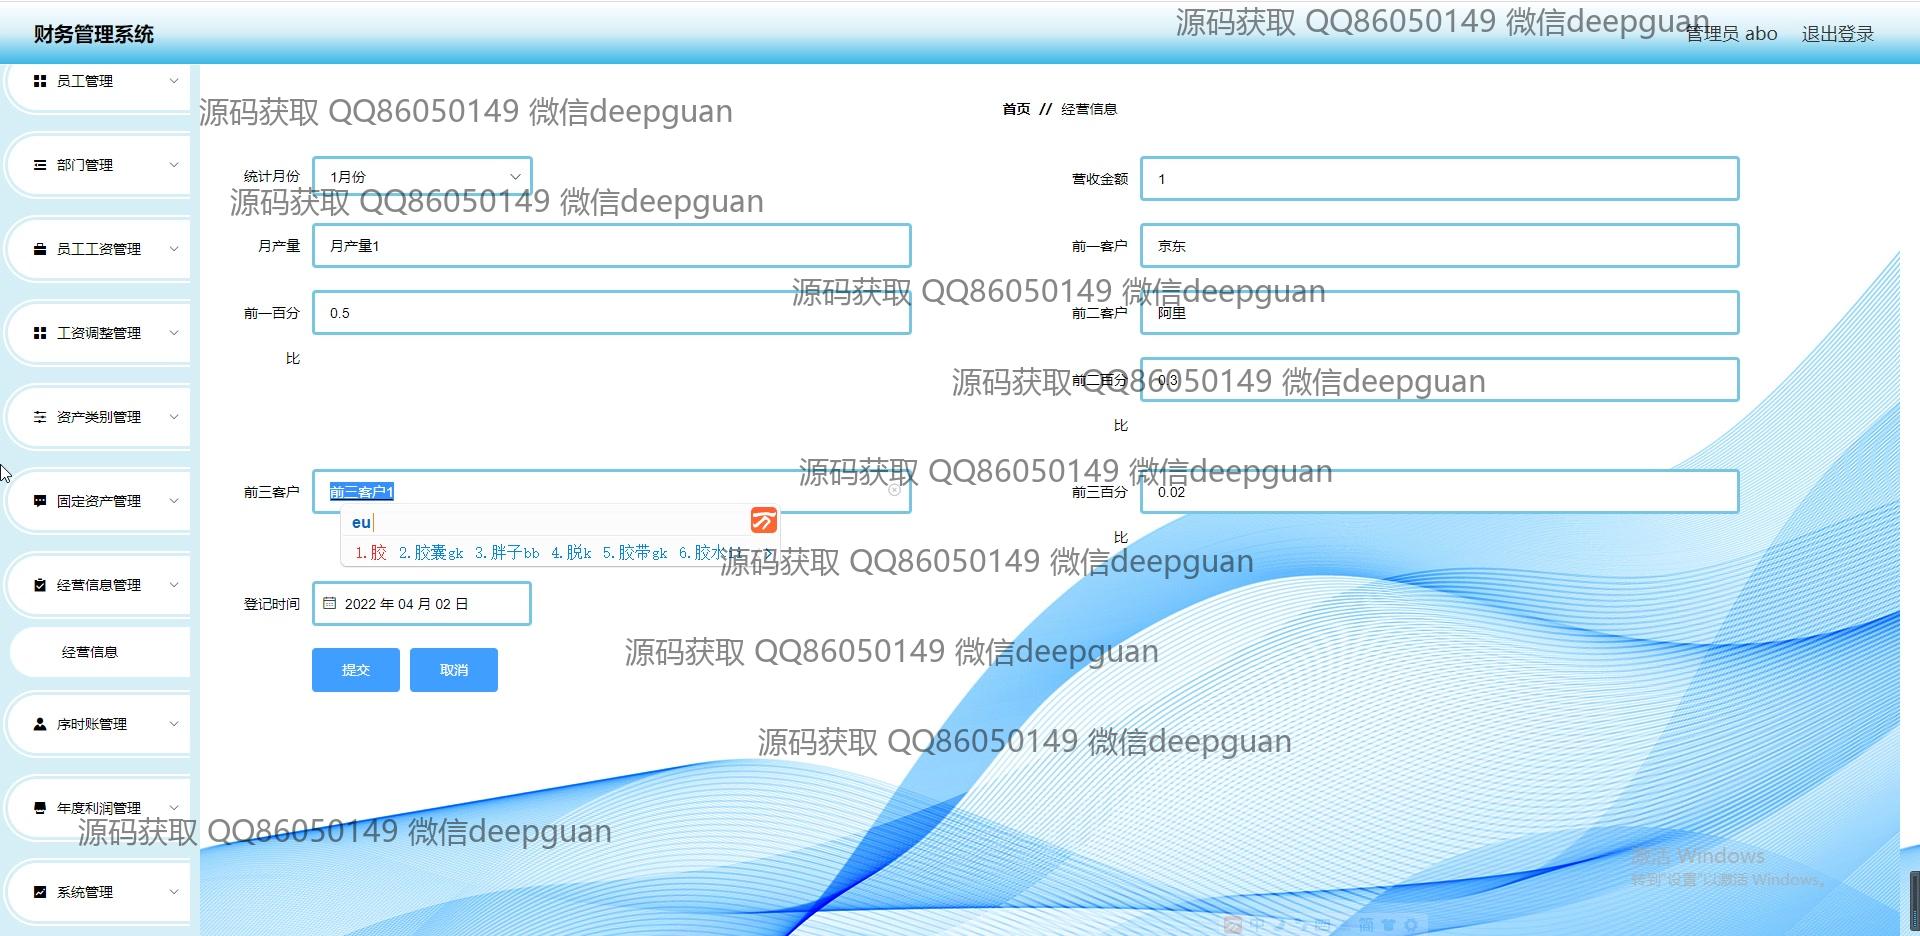 财务管理系统
源码获取 QQ86050149 微信deepguan
管理员 abo 退出登录
员工管理
源码获取 QQ86050149 微信deepguan
首页 // 经营信息
部门管理
统计月份 1月份
营收金额 1
源码获取 QQ86050149 微信deepguan
员工工资管理
月产量 月产量1
前一客户 京东
源码获取 QQ86050149 微信deepguan
工资调整管理
前一百分比 0.5
前二客户 阿里
源码获取 QQ86050149 微信deepguan
前二百分比 0.3
资产类别管理
源码获取 QQ86050149 微信deepguan
固定资产管理
前三客户 前三客户1
前三百分比 0.02
eu
1.胶 2.胶囊gk 3.胖子bb 4.脱k 5.胶带gk 6.胶水
源码获取 QQ86050149 微信deepguan
经营信息管理
登记时间 2022 年 04 月 02 日
经营信息
源码获取 QQ86050149 微信deepguan
提交 取消
序时账管理
源码获取 QQ86050149 微信deepguan
年度利润管理
源码获取 QQ86050149 微信deepguan
激活 Windows
转到"设置"以激活 Windows。
系统管理
中 简